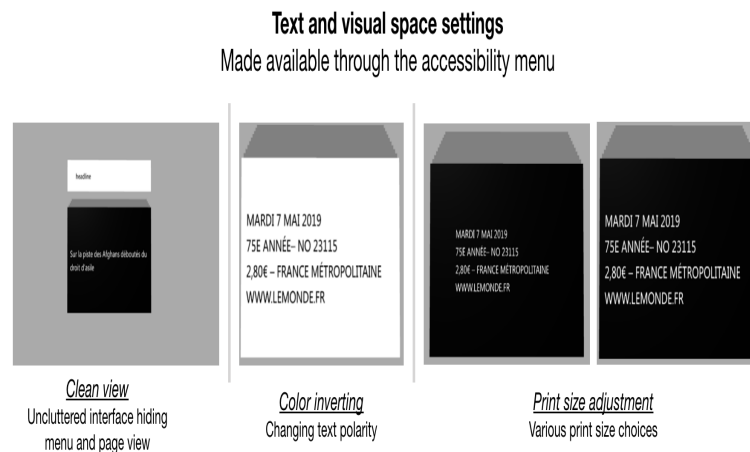 Text and visual space settings
Made available through the accessibility menu
headline
Sur la piste des Afghans déboutés du
droit d'asile
Clean view
Uncluttered interface hiding
menu and page view
MARDI 7 MAI 2019
75E ANNÉE– NO 23115
2,80€ – FRANCE MÉTROPOLITAINE
WWW.LEMONDE.FR
Color inverting
Changing text polarity
MARDI 7 MAI 2019
75E ANNÉE– NO 23115
2,80€ – FRANCE MÉTROPOLITAINE
WWW.LEMONDE.FR
MARDI 7 MAI 2019
75E ANNÉE– NO 23115
2,80€ – FRANCE MÉTROPOLITAINE
WWW.LEMONDE.FR
Print size adjustment
Various print size choices